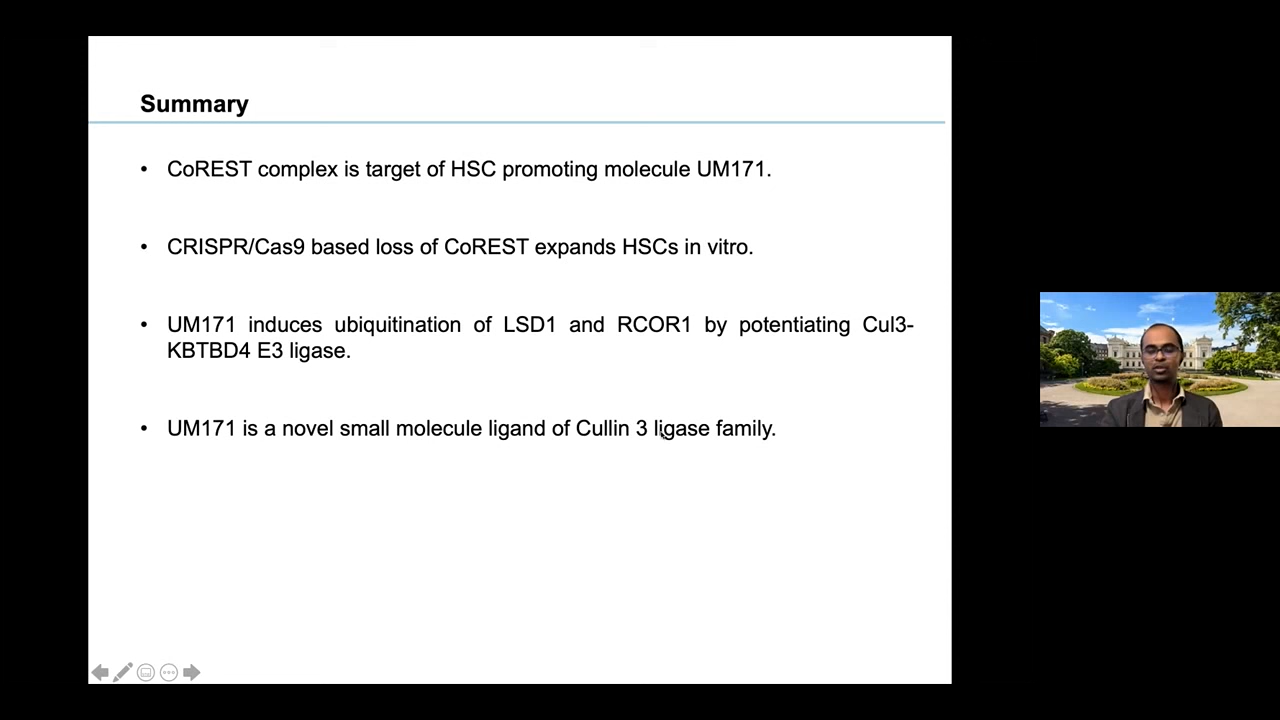 Summary
• CoREST complex is target of HSC promoting molecule UM171.
• CRISPR/Cas9 based loss of CoREST expands HSCs in vitro.
• UM171 induces ubiquitination of LSD1 and RCOR1 by potentiating Cul3-
KBTBD4 E3 ligase.
• UM171 is a novel small molecule ligand of Cullin 3 ligase family.